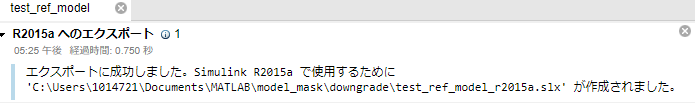 test_ref_model
R2015a へのエクスポート 1
05:25 午後 経過時間: 0.750 秒
エクスポートに成功しました。Simulink R2015a で使用するために
'C:\Users\1014721\Documents\MATLAB\model_mask\downgrade\test_ref_model_r2015a.slx' が作成されました。